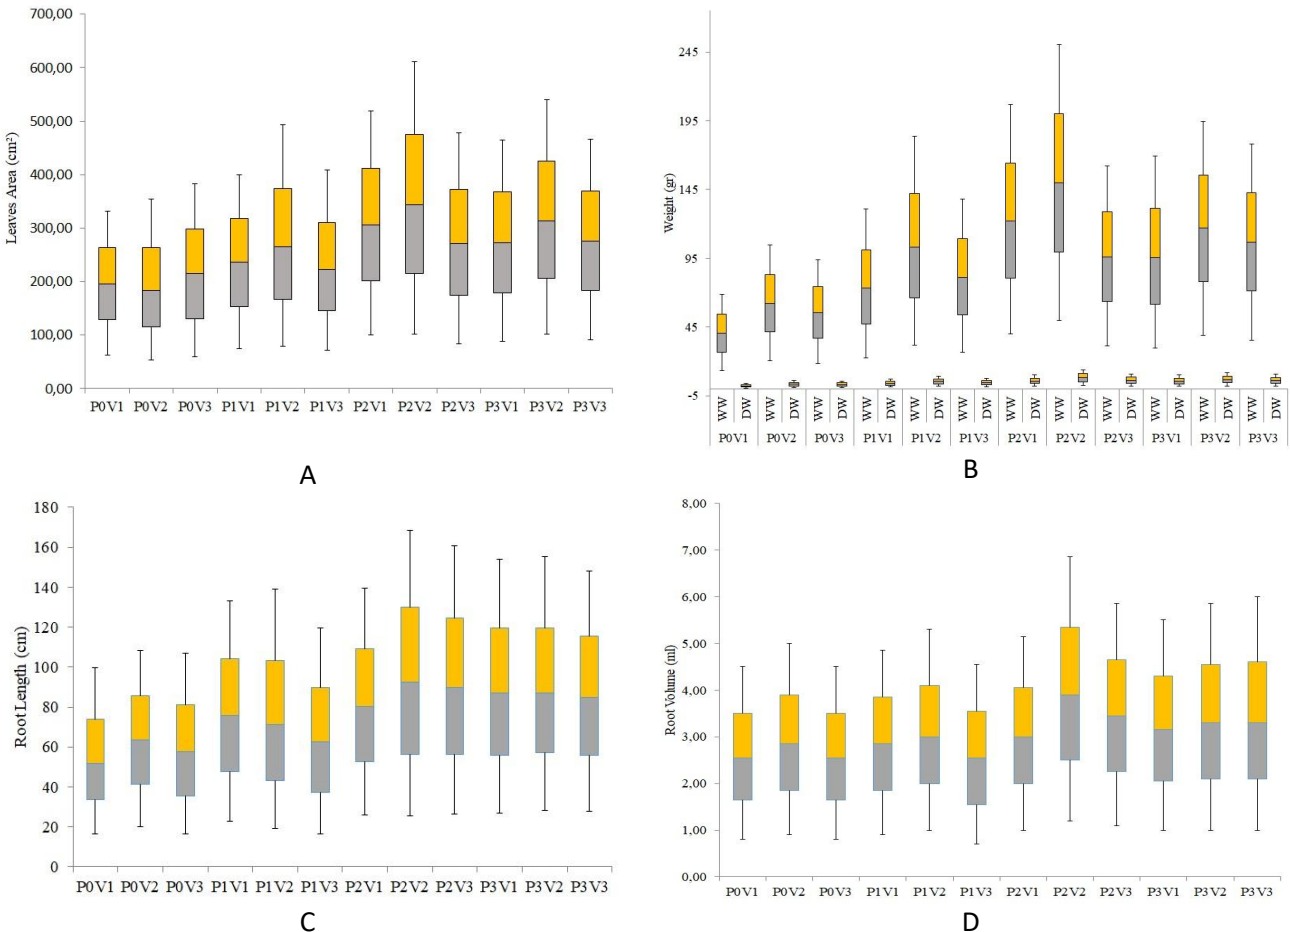 700,00
600,00
500,00
400,00
300,00
200,00
100,00
0,00
Leaves Area (cm²)
P0V1 P0V2 P0V3 P1V1 P1V2 P1V3 P2V1 P2V2 P2V3 P3V1 P3V2 P3V3
A
245
195
145
95
45
-5
Weight (gr)
WW DW WW DW WW DW WW DW WW DW WW DW WW DW WW DW WW DW WW DW WW DW WW DW
P0V1 P0V2 P0V3 P1V1 P1V2 P1V3 P2V1 P2V2 P2V3 P3V1 P3V2 P3V3
B
180
160
140
120
100
80
60
40
20
0
Root Length (cm)
P0V1 P0V2 P0V3 P1V1 P1V2 P1V3 P2V1 P2V2 P2V3 P3V1 P3V2 P3V3
C
8,00
7,00
6,00
5,00
4,00
3,00
2,00
1,00
0,00
Root Volume (ml)
P0V1 P0V2 P0V3 P1V1 P1V2 P1V3 P2V1 P2V2 P2V3 P3V1 P3V2 P3V3
D